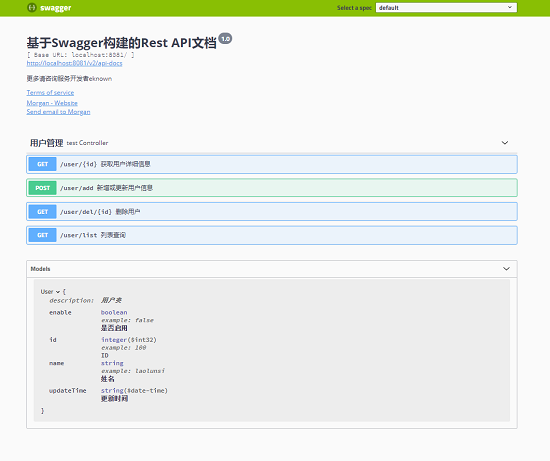 swagger
Select a spec
default
基于Swagger构建的Rest API文档 1.0
[ Base URL: localhost:8081/ ]
http://localhost:8081/v2/api-docs
更多请咨询服务开发者eknown
Terms of service
Morgan - Website
Send email to Morgan
用户管理 test Controller
GET /user/{id} 获取用户详细信息
POST /user/add 新增或更新用户信息
GET /user/del/{id} 删除用户
GET /user/list 列表查询
Models
User {
description: 用户类
enable boolean
example: false
是否启用
id integer($int32)
example: 100
ID
name string
example: laolunsi
姓名
updateTime string($date-time)
更新时间
}